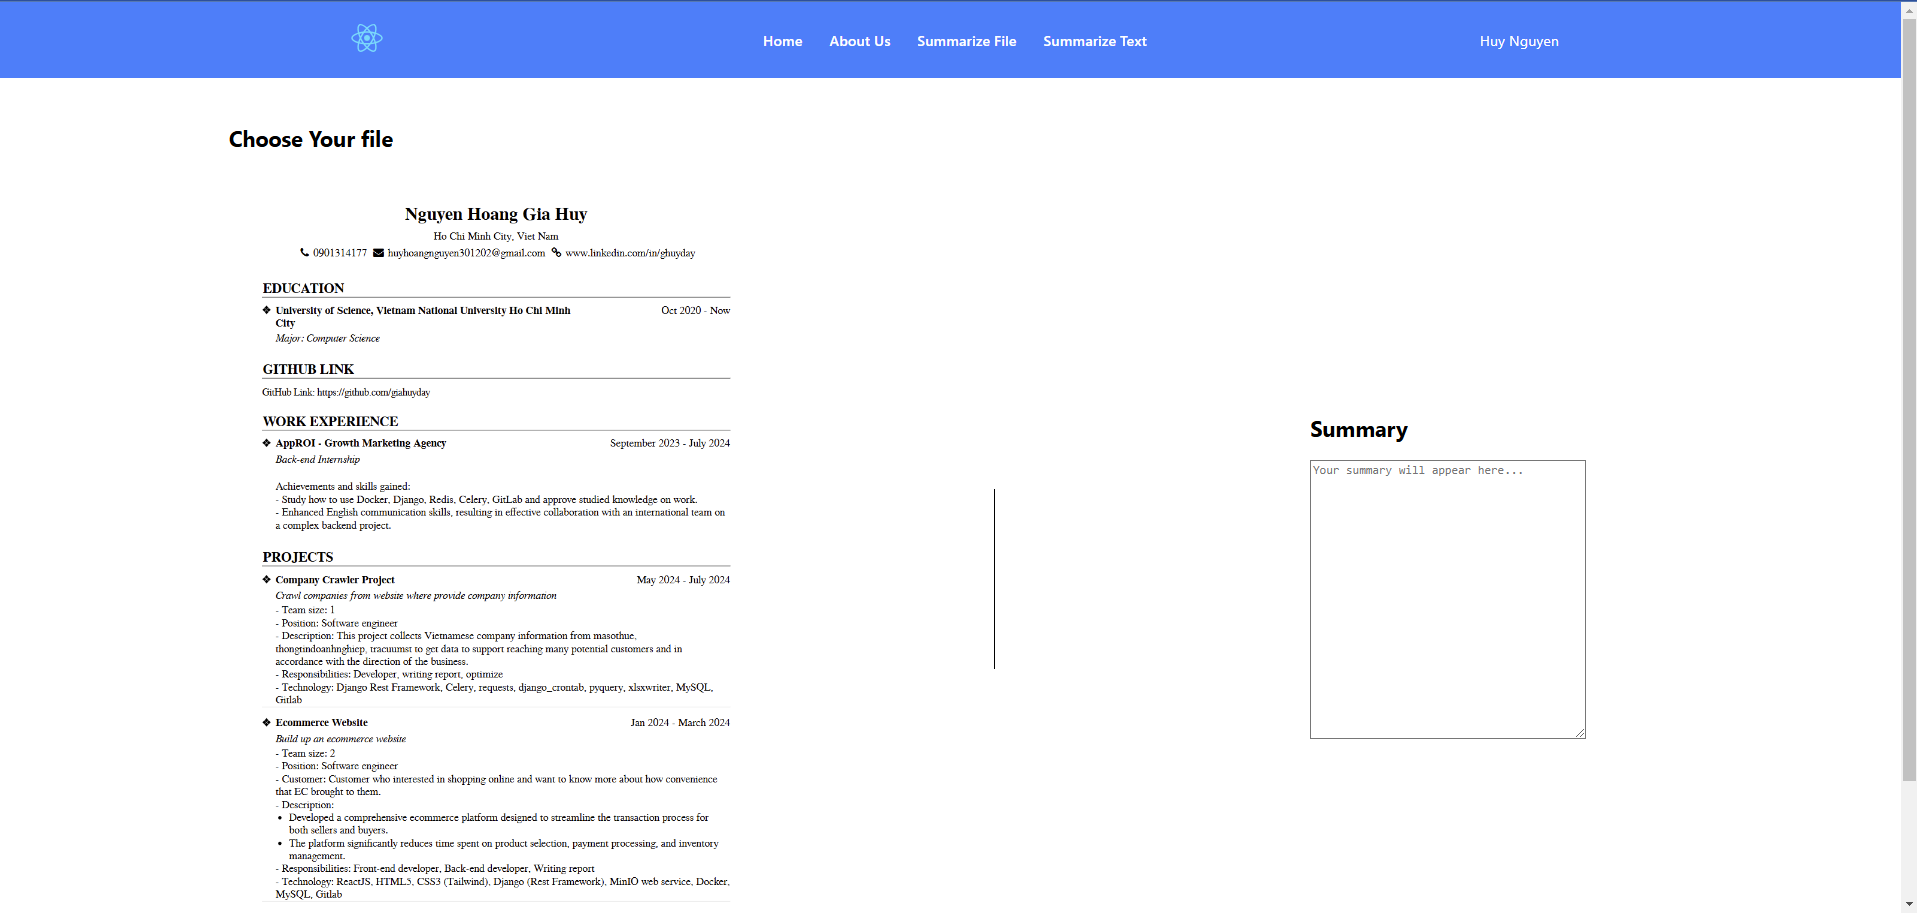 Home About Us Summarize File Summarize Text Huy Nguyen
Choose Your file
Nguyen Hoang Gia Huy
Ho Chi Minh City, Viet Nam
0901314177 huyhoangnguyen301202@gmail.com www.linkedin.com/in/ghuyday
EDUCATION
❖ University of Science, Vietnam National University Ho Chi Minh Oct 2020 - Now
City
Major: Computer Science
GITHUB LINK
GitHub Link: https://github.com/giahuyday
WORK EXPERIENCE
❖ AppROI - Growth Marketing Agency September 2023 - July 2024
Back-end Internship
Achievements and skills gained:
- Study how to use Docker, Django, Redis, Celery, GitLab and approve studied knowledge on work.
- Enhanced English communication skills, resulting in effective collaboration with an international team on
a complex backend project.
PROJECTS
❖ Company Crawler Project May 2024 - July 2024
Crawl companies from website where provide company information
- Team size: 1
- Position: Software engineer
- Description: This project collects Vietnamese company information from masothue,
thongtindoanhnghiep, tracuumst to get data to support reaching many potential customers and in
accordance with the direction of the business.
- Responsibilities: Developer, writing report, optimize
- Technology: Django Rest Framework, Celery, requests, django_crontab, pyquery, xlsxwriter, MySQL,
Gitlab
❖ Ecommerce Website Jan 2024 - March 2024
Build up an ecommerce website
- Team size: 2
- Position: Software engineer
- Customer: Customer who interested in shopping online and want to know more about how convenience
that EC brought to them.
- Description:
• Developed a comprehensive ecommerce platform designed to streamline the transaction process for
both sellers and buyers.
• The platform significantly reduces time spent on product selection, payment processing, and inventory
management.
- Responsibilities: Front-end developer, Back-end developer, Writing report
- Technology: ReactJS, HTML5, CSS3 (Tailwind), Django (Rest Framework), MinIO web service, Docker,
MySQL, Gitlab
Summary
Your summary will appear here...